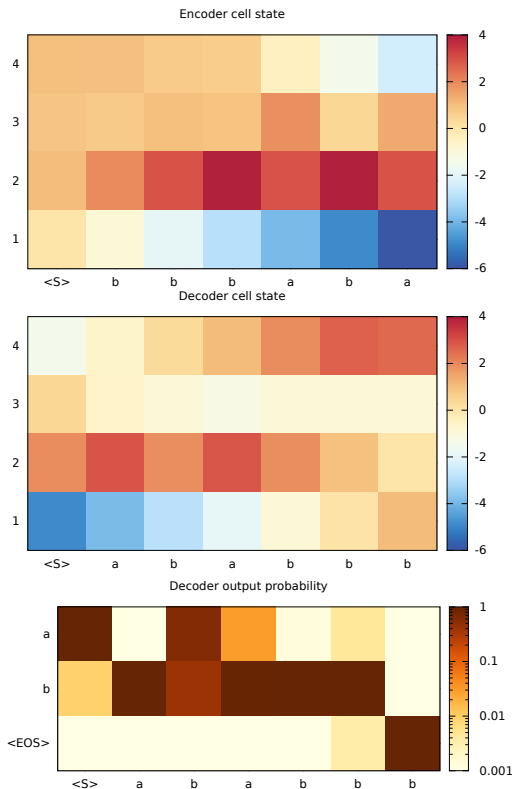 Encoder cell state
4
3
2
1
<S> b b b a b a
4
2
0
-2
-4
-6
Decoder cell state
4
3
2
1
<S> a b a b b b
4
2
0
-2
-4
-6
Decoder output probability
a
b
<EOS>
<S> a b a b b b
1
0.1
0.01
0.001